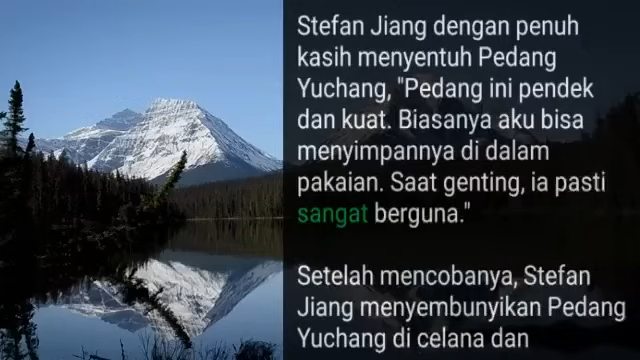 Stefan Jiang dengan penuh
kasih menyentuh Pedang
Yuchang, "Pedang ini pendek
dan kuat. Biasanya aku bisa
menyimpannya di dalam
pakaian. Saat genting, ia pasti
sangat berguna."
Setelah mencobanya, Stefan
Jiang menyembunyikan Pedang
Yuchang di celana dan